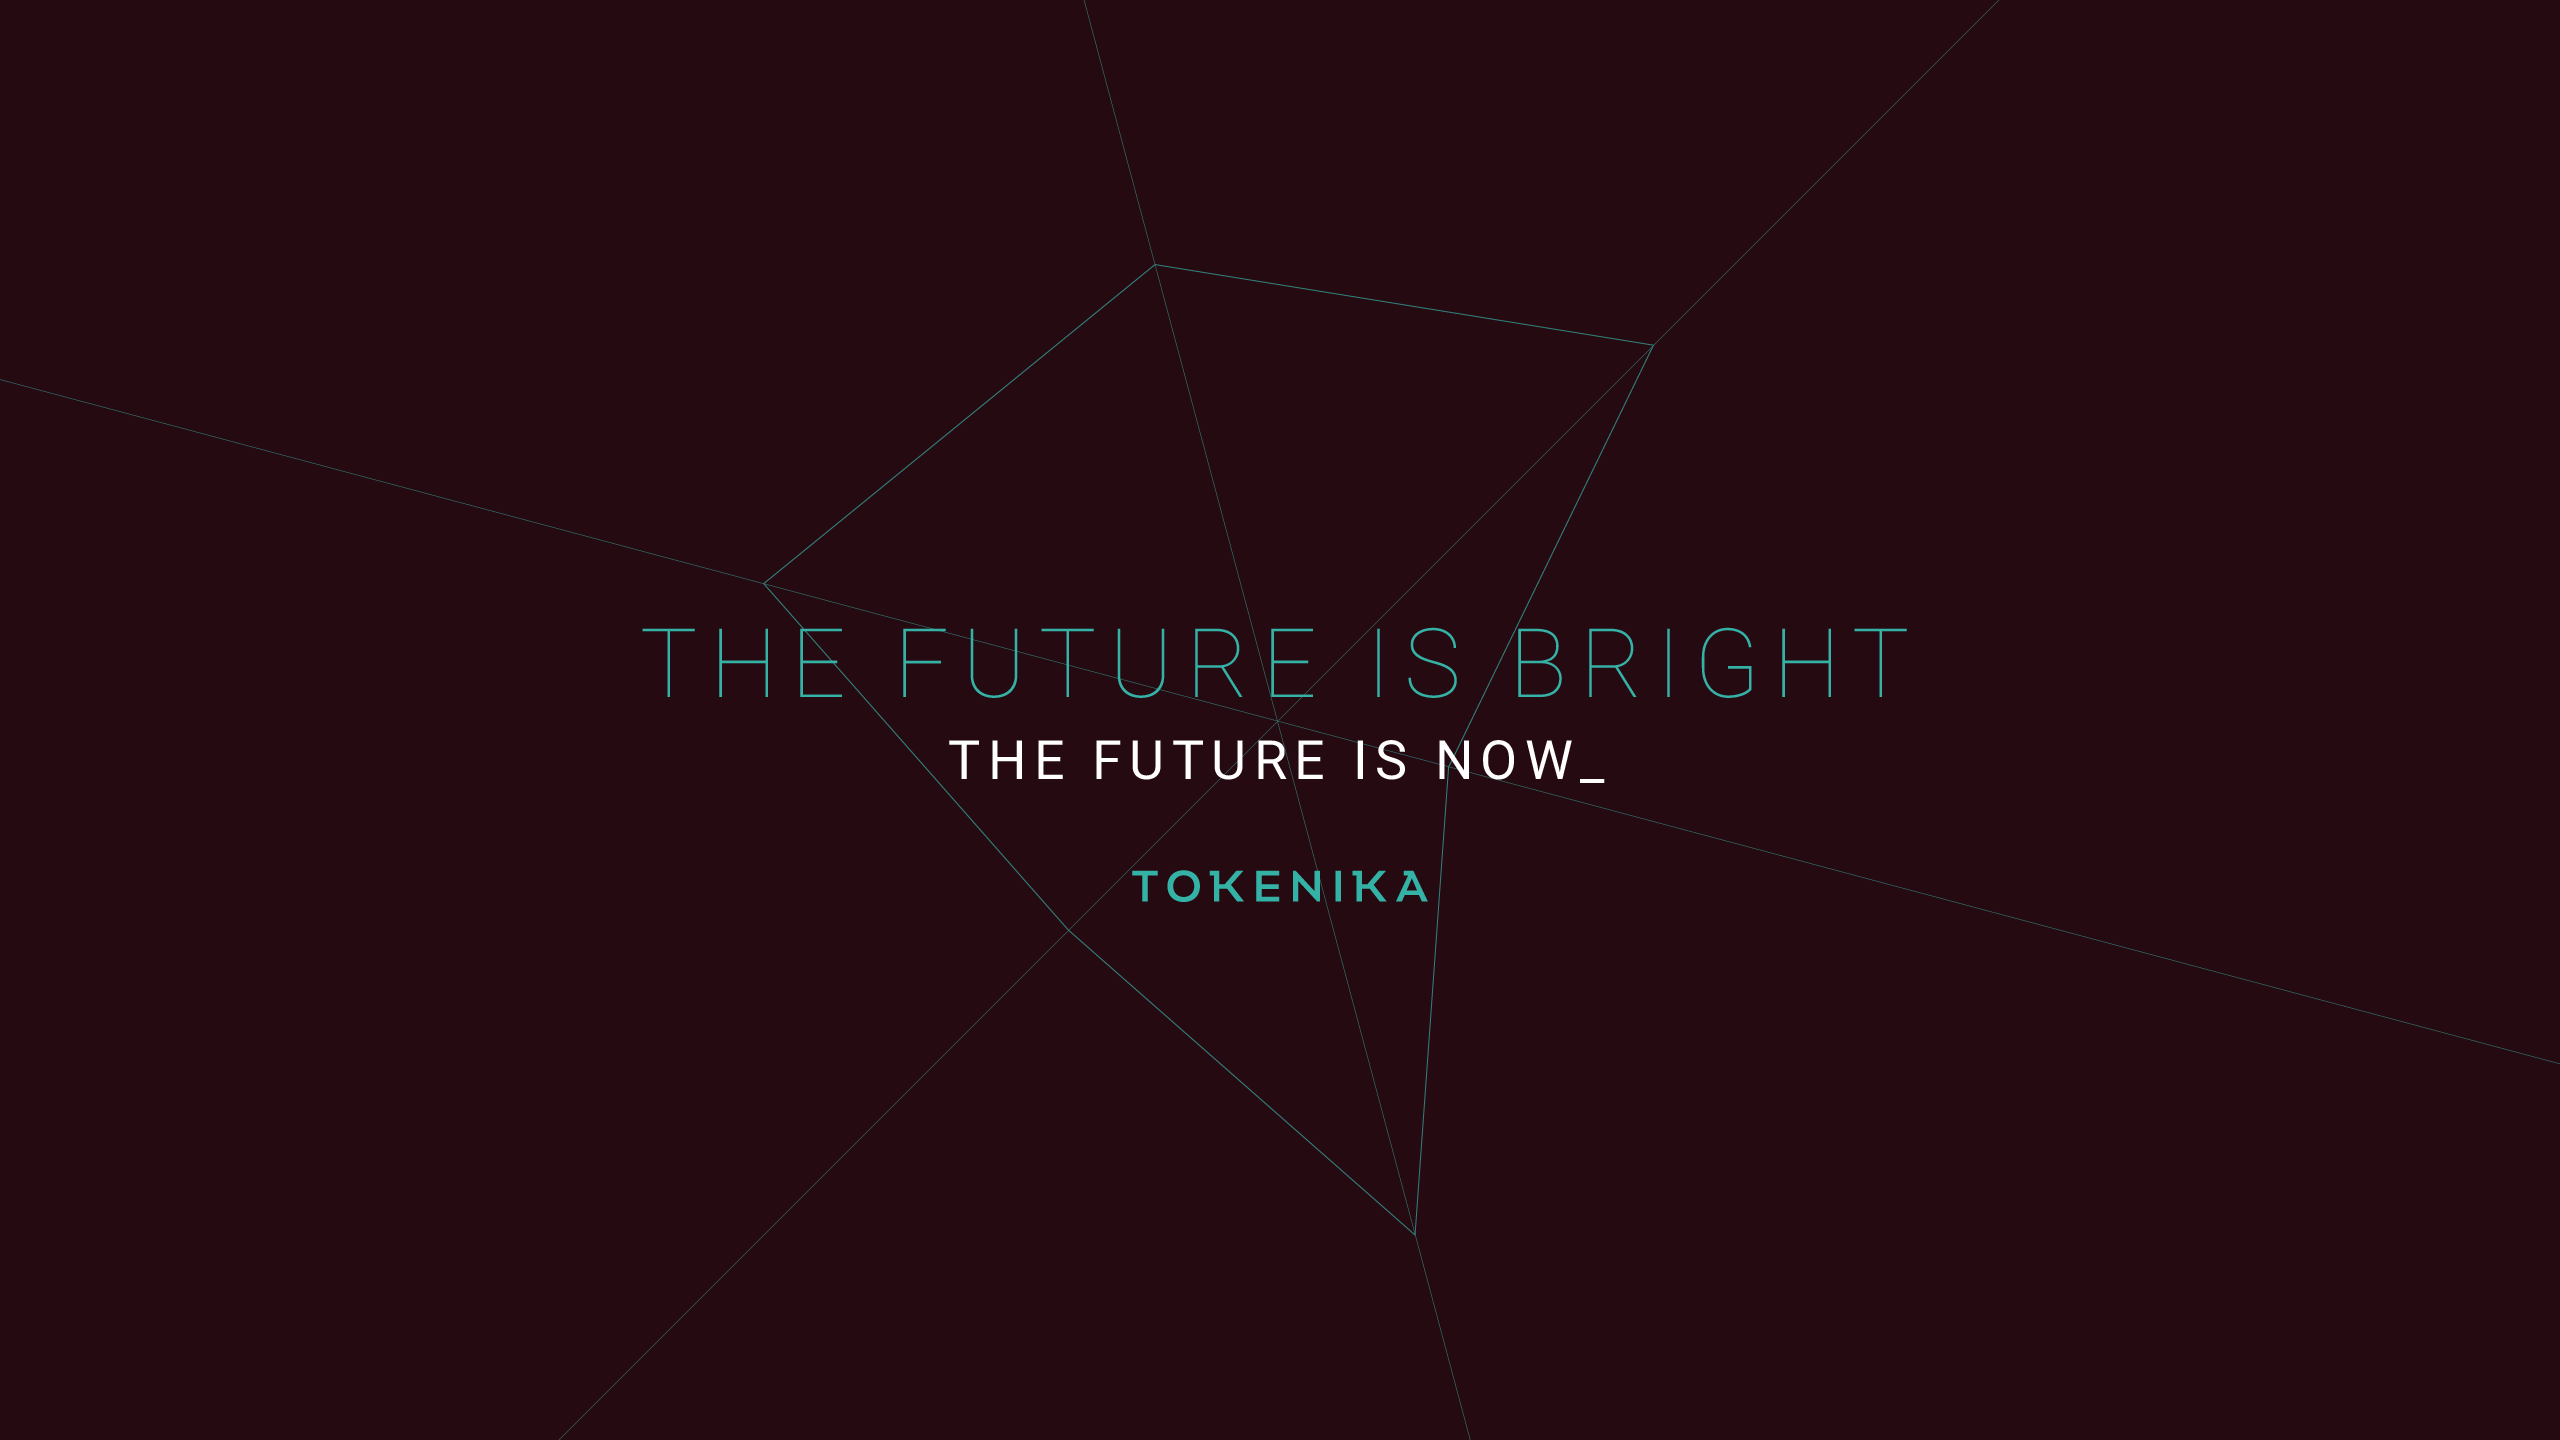 THE FUTURE IS BRIGHT
THE FUTURE IS NOW_
TOKENIKA